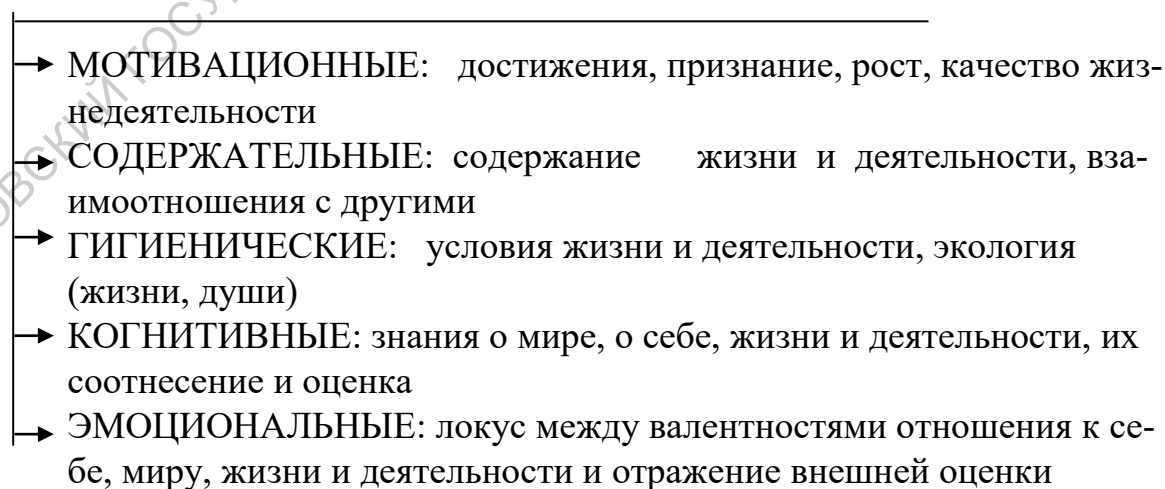 МОТИВАЦИОННЫЕ: достижения, признание, рост, качество жиз-
недеятельности
СОДЕРЖАТЕЛЬНЫЕ: содержание жизни и деятельности, вза-
имоотношения с другими
ГИГИЕНИЧЕСКИЕ: условия жизни и деятельности, экология
(жизни, души)
КОГНИТИВНЫЕ: знания о мире, о себе, жизни и деятельности, их
соотнесение и оценка
ЭМОЦИОНАЛЬНЫЕ: локус между валентностями отношения к се-
бе, миру, жизни и деятельности и отражение внешней оценки